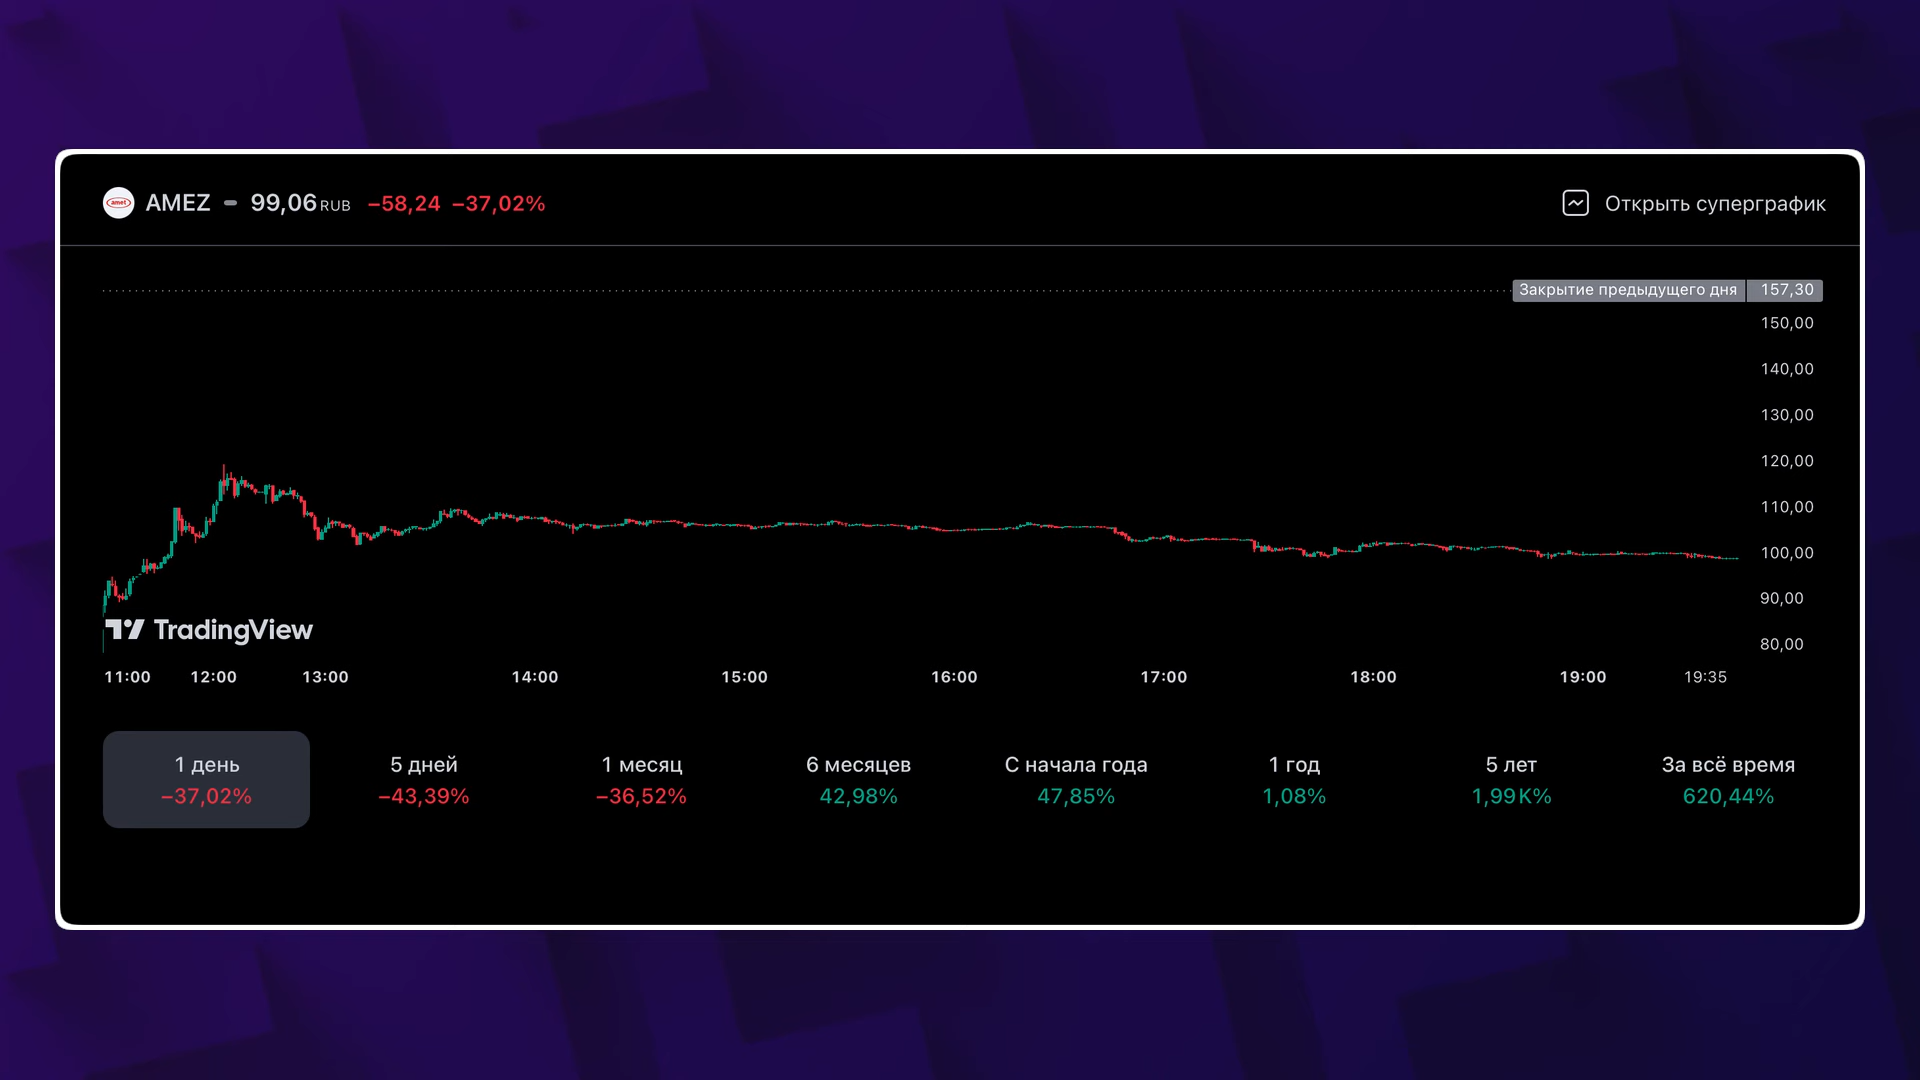 amet AMEZ 99,06 RUB −58,24 −37,02% Открыть суперграфик
Закрытие предыдущего дня 157,30
150,00
140,00
130,00
120,00
110,00
100,00
90,00
80,00
TradingView
11:00 12:00 13:00 14:00 15:00 16:00 17:00 18:00 19:00 19:35
1 день 5 дней 1 месяц 6 месяцев С начала года 1 год 5 лет За всё время
−37,02% −43,39% −36,52% 42,98% 47,85% 1,08% 1,99K% 620,44%